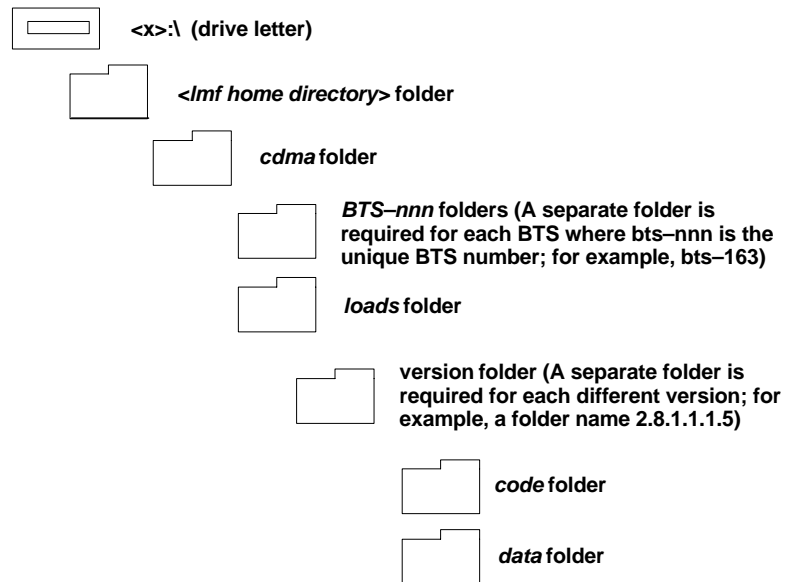 <x>:\ (drive letter)
<lmf home directory> folder
cdma folder
BTS–nnn folders (A separate folder is
required for each BTS where bts–nnn is the
unique BTS number; for example, bts–163)
loads folder
version folder (A separate folder is
required for each different version; for
example, a folder name 2.8.1.1.1.5)
code folder
data folder